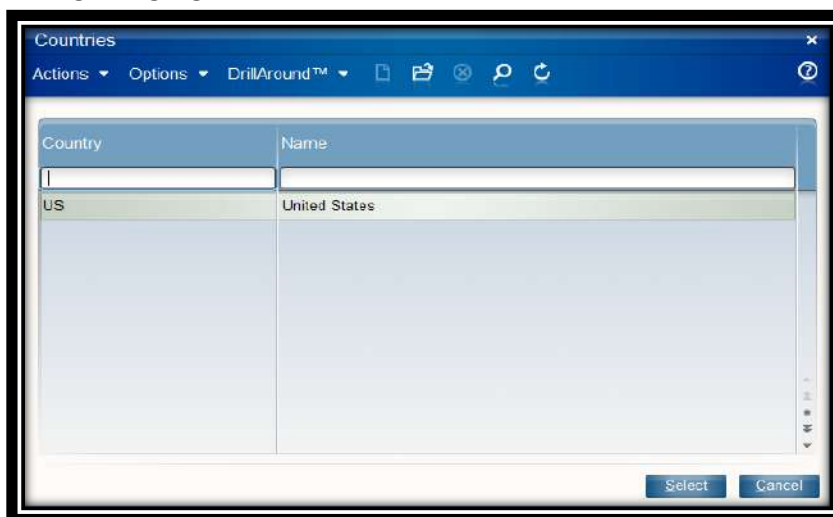 Countries
Actions Options DrillAround™
Country Name
US United States
Select Cancel